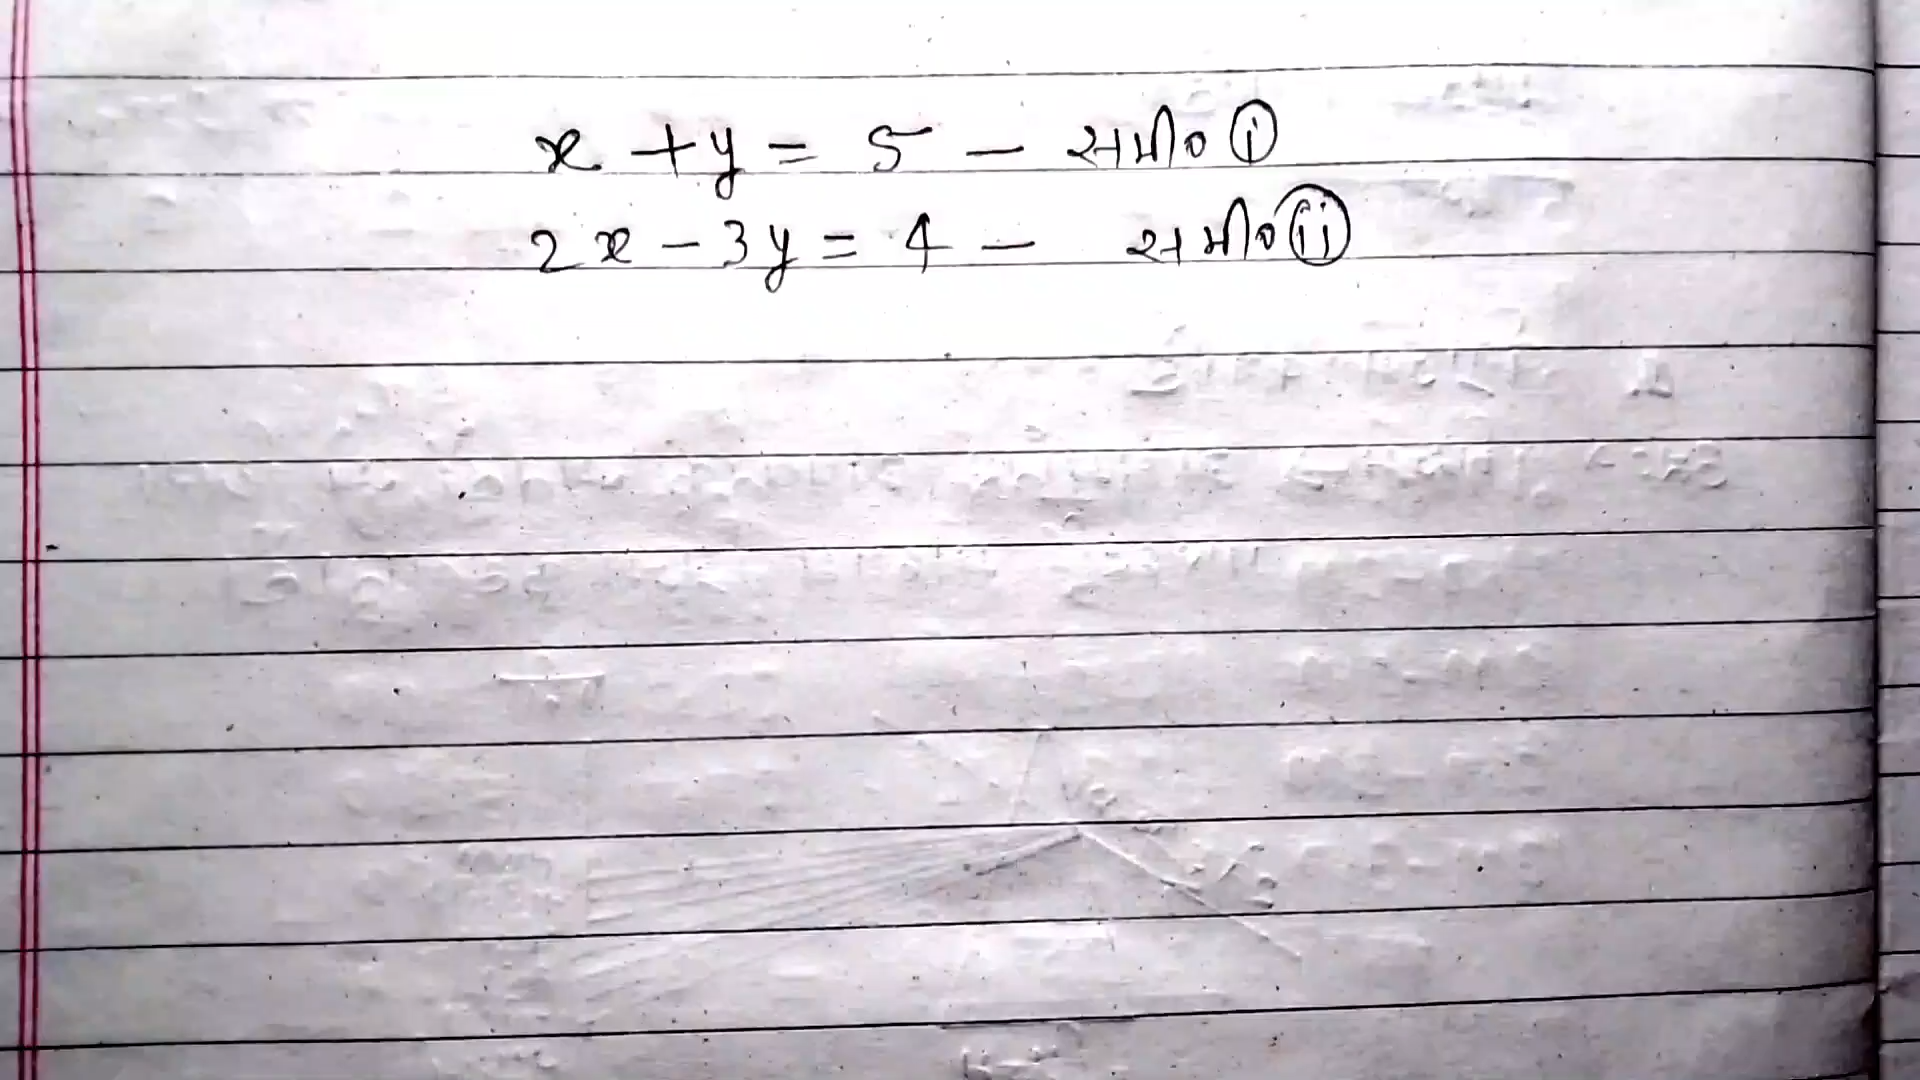 x + y = 5 - समी० (i)
2x - 3y = 4 - समी० (ii)